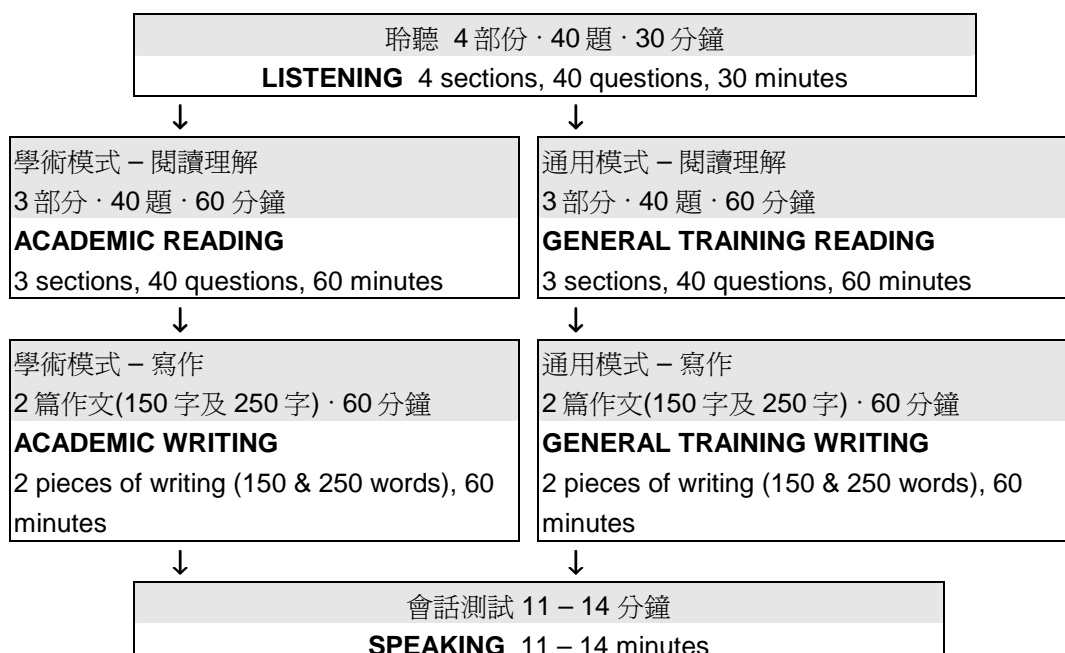 聆聽 4 部份 · 40 題 · 30 分鐘
LISTENING 4 sections, 40 questions, 30 minutes
↓ ↓
學術模式 – 閱讀理解
3 部分 · 40 題 · 60 分鐘
ACADEMIC READING
3 sections, 40 questions, 60 minutes
通用模式 – 閱讀理解
3 部分 · 40 題 · 60 分鐘
GENERAL TRAINING READING
3 sections, 40 questions, 60 minutes
↓ ↓
學術模式 – 寫作
2 篇作文(150 字及 250 字) · 60 分鐘
ACADEMIC WRITING
2 pieces of writing (150 & 250 words), 60
minutes
通用模式 – 寫作
2 篇作文(150 字及 250 字) · 60 分鐘
GENERAL TRAINING WRITING
2 pieces of writing (150 & 250 words), 60
minutes
↓ ↓
會話測試 11 – 14 分鐘
SPEAKING 11 – 14 minutes